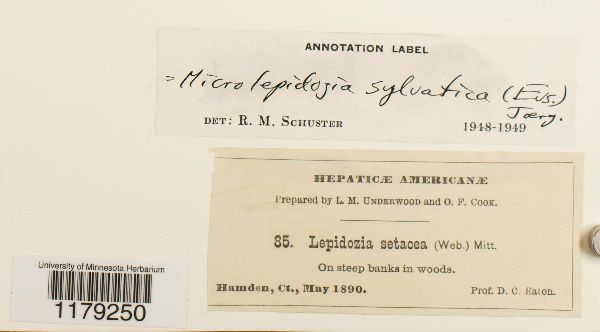 ANNOTATION LABEL
= Microlepidozia sylvatica (Evs.)
Joerg.
DET: R. M. SCHUSTER 1948-1949
HEPATICÆ AMERICANÆ
Prepared by L. M. UNDERWOOD and O. F. COOK.
85. Lepidozia setacea (Web.) Mitt.
On steep banks in woods.
Hamden, Ct., May 1890. Prof. D. C. Eaton.
University of Minnesota Herbarium
1179250